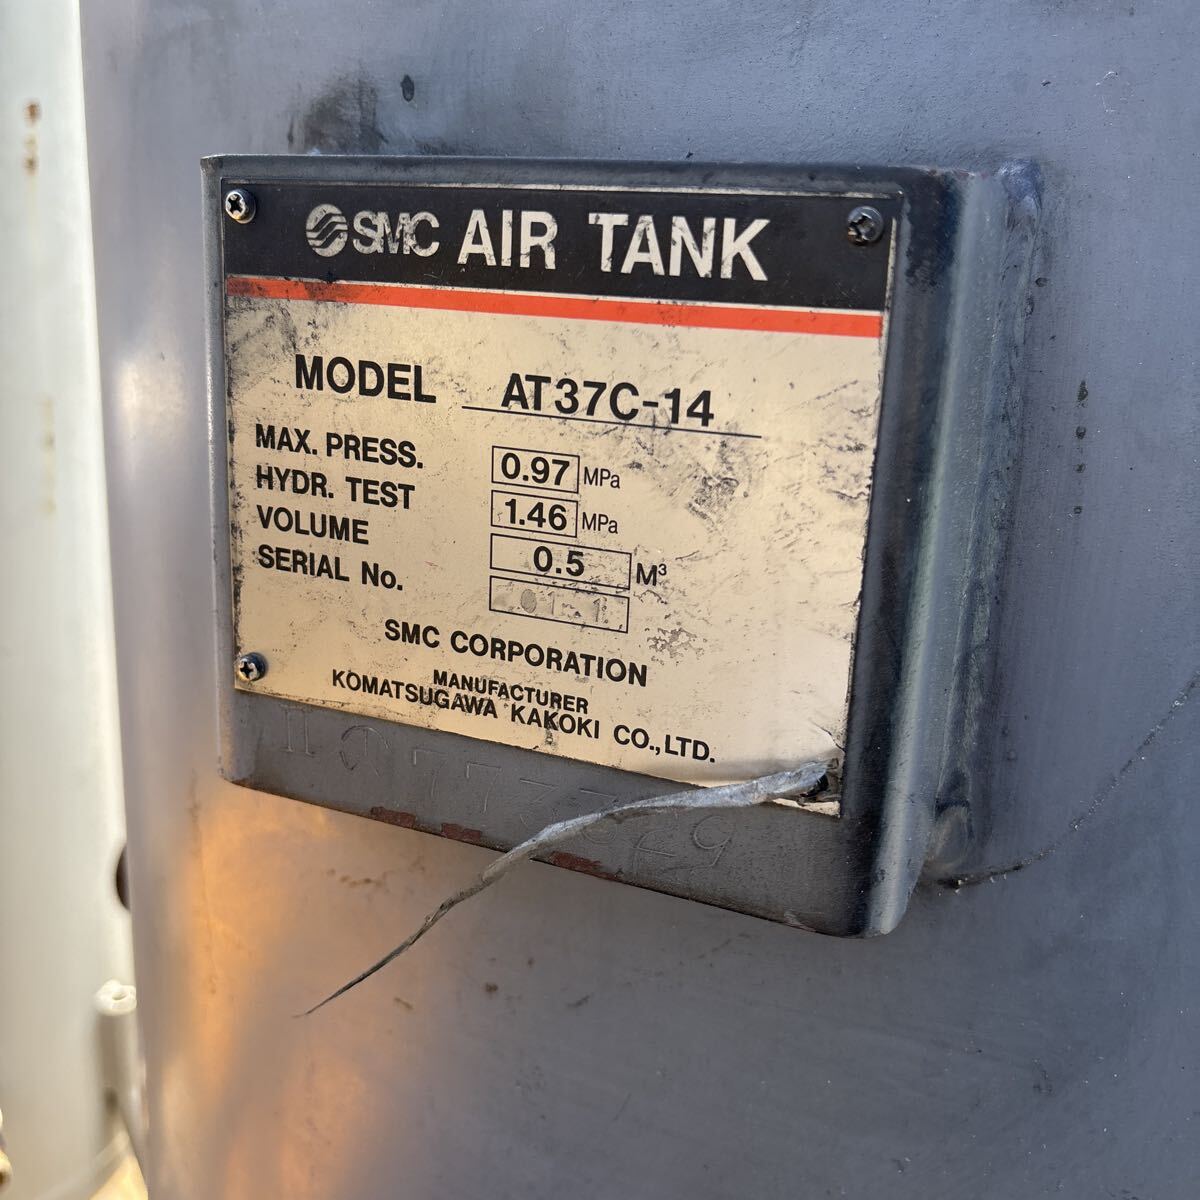 SMC AIR TANK
MODEL AT37C-14
MAX. PRESS. 0.97 MPa
HYDR. TEST 1.46 MPa
VOLUME 0.5 M³
SERIAL No.
SMC CORPORATION
MANUFACTURER
KOMATSUGAWA KAKOKI CO.,LTD.